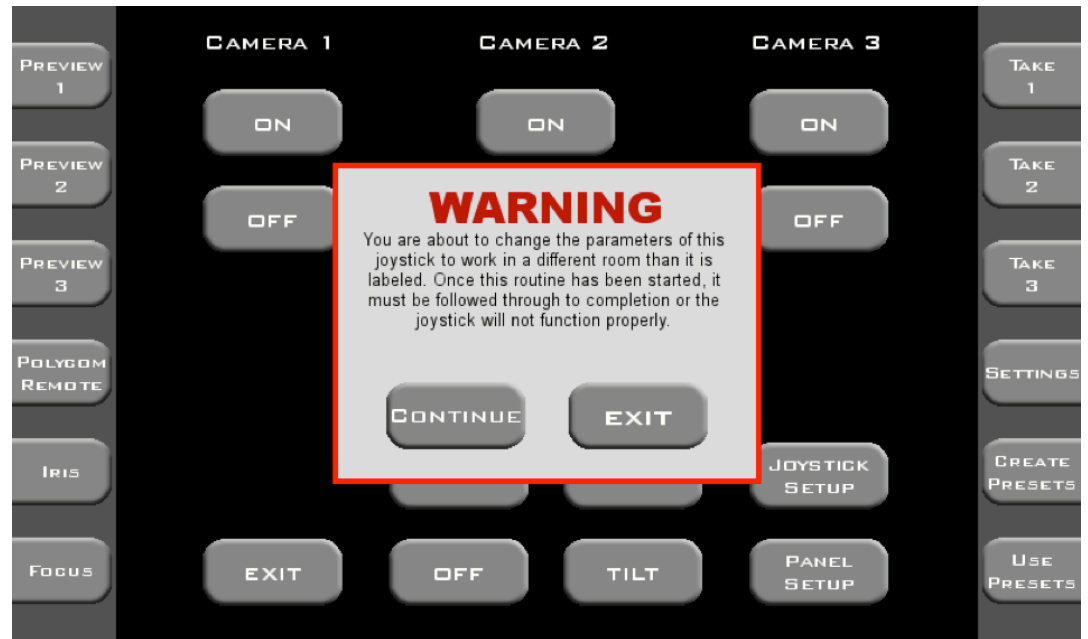 CAMERA 1
CAMERA 2
CAMERA 3
PREVIEW
1
PREVIEW
2
PREVIEW
3
POLYCOM
REMOTE
IRIS
FOCUS
ON
ON
ON
OFF
OFF
WARNING
You are about to change the parameters of this
joystick to work in a different room than it is
labeled. Once this routine has been started, it
must be followed through to completion or the
joystick will not function properly.
CONTINUE
EXIT
JOYSTICK
SETUP
EXIT
OFF
TILT
PANEL
SETUP
TAKE
1
TAKE
2
TAKE
3
SETTINGS
CREATE
PRESETS
USE
PRESETS